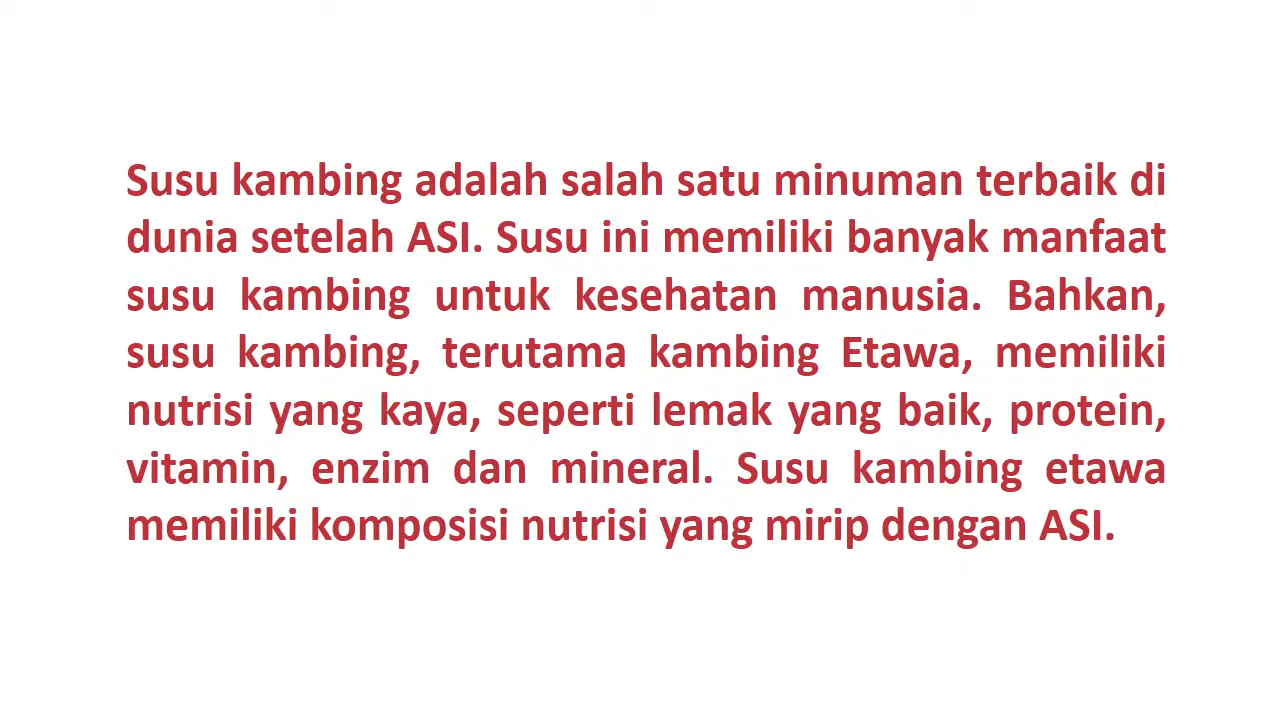 Susu kambing adalah salah satu minuman terbaik di
dunia setelah ASI. Susu ini memiliki banyak manfaat
susu kambing untuk kesehatan manusia. Bahkan,
susu kambing, terutama kambing Etawa, memiliki
nutrisi yang kaya, seperti lemak yang baik, protein,
vitamin, enzim dan mineral. Susu kambing etawa
memiliki komposisi nutrisi yang mirip dengan ASI.